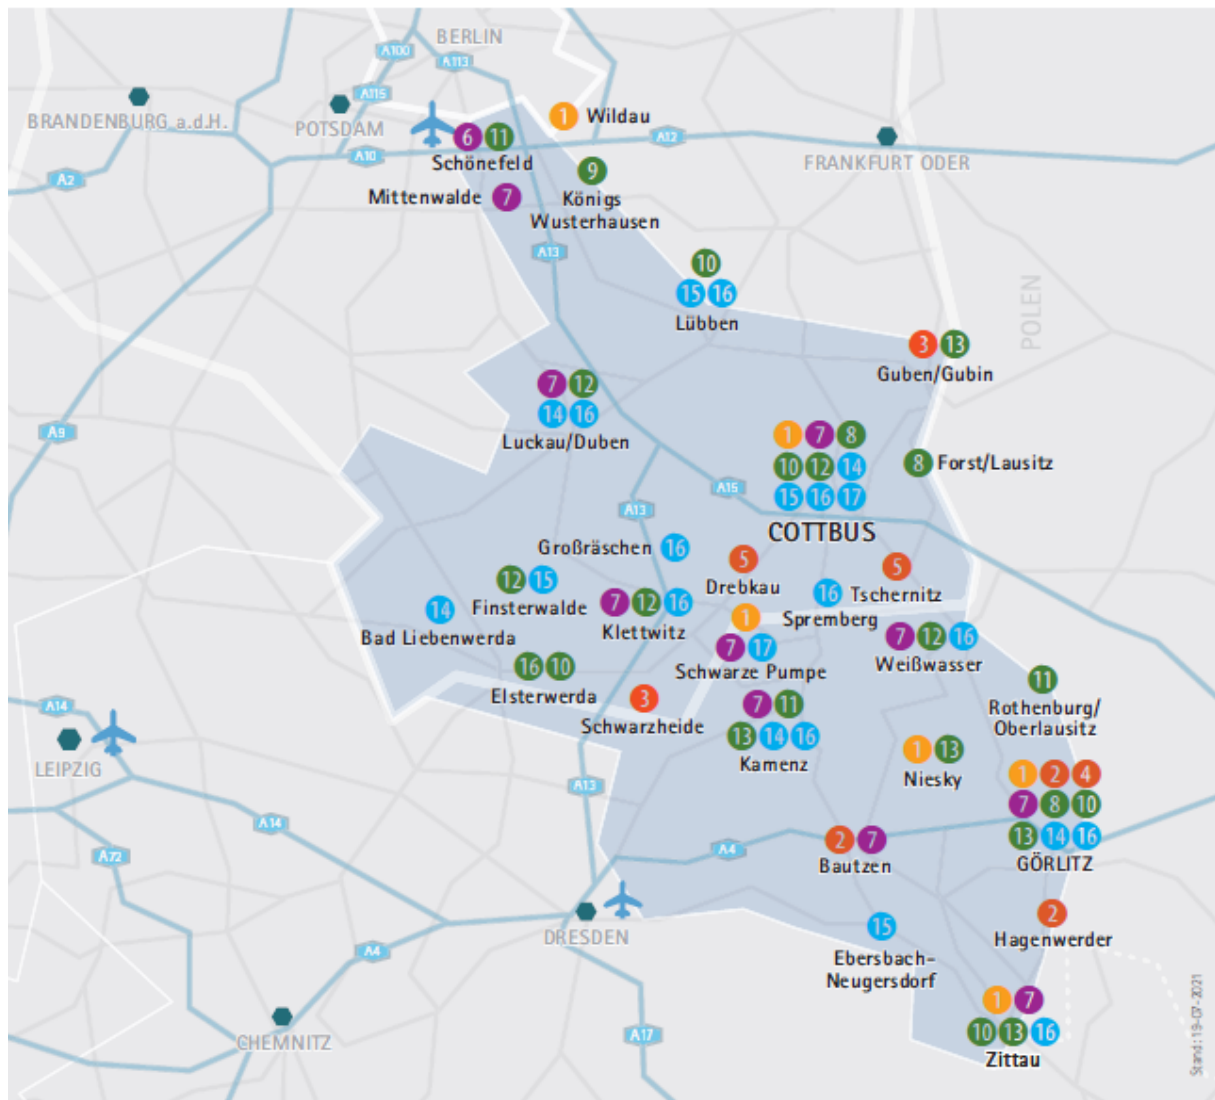 BERLIN
A100
A113
A115
BRANDENBURG a.d.H.
POTSDAM
1 Wildau
6 11
Schönefeld
A10
A12
FRANKFURT ODER
A2
9
Königs
Wusterhausen
Mittenwalde 7
A13
10
15 16
Lübben
POLEN
3 13
Guben/Gubin
7 12
14 16
Luckau/Duben
A9
1 7 8
10 12 14
15 16 17
COTTBUS
8 Forst/Lausitz
A15
A13
Großräschen 16
5
Drebkau
5
Tschernitz
12 15
Finsterwalde
14
Bad Liebenwerda
7 12 16
Klettwitz
16
Spremberg
1
7 17
Schwarze Pumpe
7 12 16
Weißwasser
16 10
Elsterwerda
3
Schwarzheide
11
Rothenburg/
Oberlausitz
7 11
13 14 16
Kamenz
1 13
Niesky
A14
LEIPZIG
1 2 4
7 8 10
13 14 16
GÖRLITZ
A13
A14
A4
2 7
Bautzen
A72
DRESDEN
15
Ebersbach-
Neugersdorf
2
Hagenwerder
A4
1 7
10 13 16
Zittau
CHEMNITZ
A17
Stand: 19-07-2021